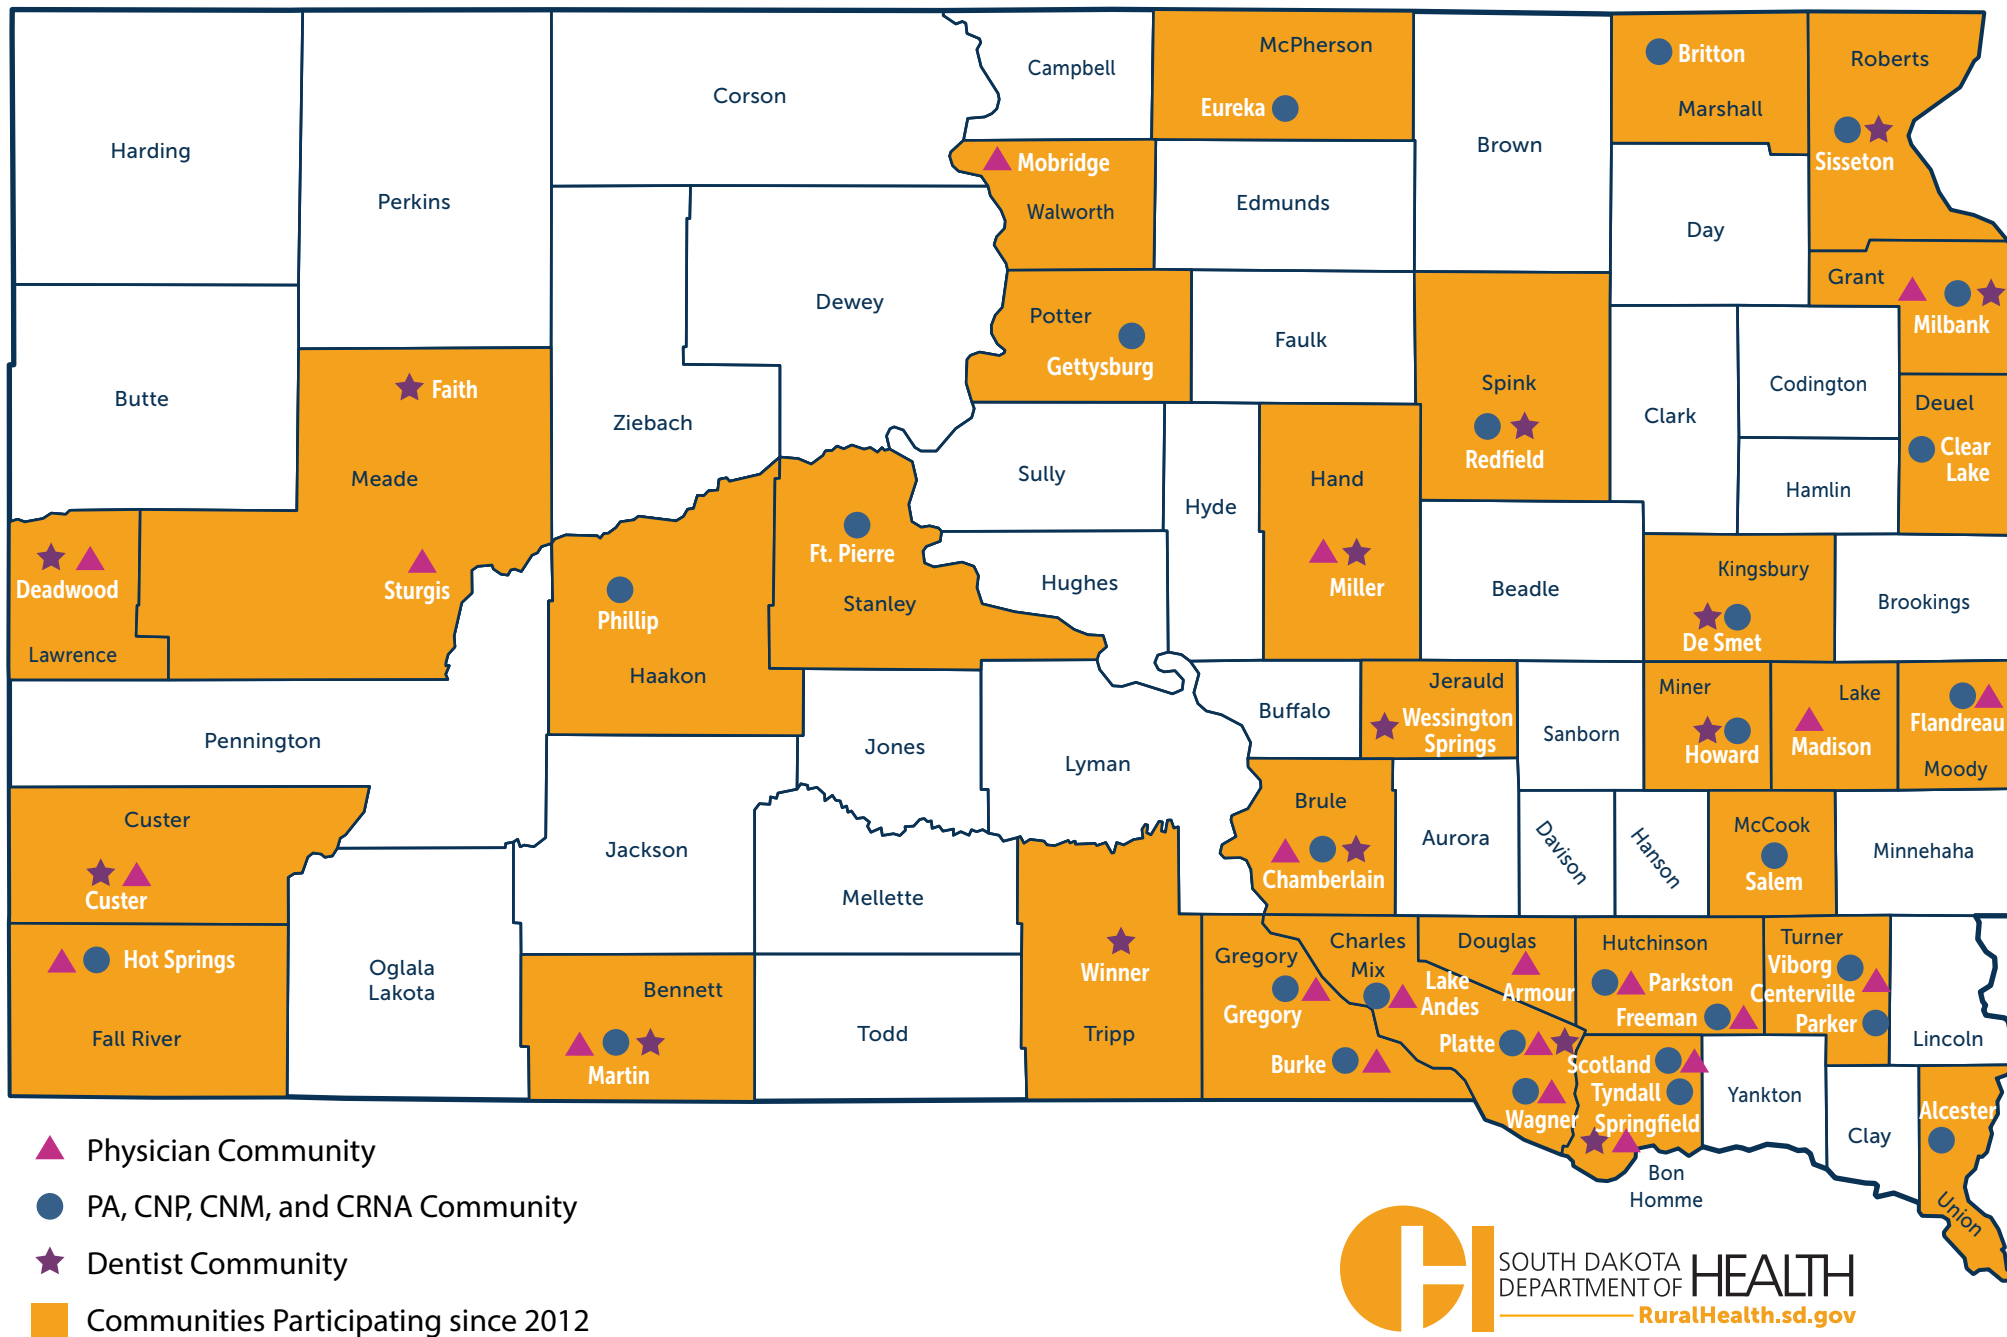 McPherson
Britton
Roberts
Campbell
Corson
Eureka
Marshall
Harding
Brown
Mobridge
Sisseton
Perkins
Walworth
Edmunds
Day
Grant
Dewey
Potter
Milbank
Faulk
Gettysburg
Spink
Codington
Faith
Butte
Deuel
Clark
Ziebach
Redfield
Clear
Lake
Sully
Meade
Hand
Hamlin
Hyde
Ft. Pierre
Kingsbury
Deadwood
Sturgis
Hughes
Miller
Beadle
Stanley
Brookings
Phillip
De Smet
Lawrence
Haakon
Jerauld
Miner
Lake
Buffalo
Wessington
Springs
Flandreau
Sanborn
Pennington
Jones
Howard
Madison
Lyman
Moody
Brule
Custer
McCook
Aurora
Davison
Hanson
Jackson
Minnehaha
Chamberlain
Salem
Custer
Mellette
Charles
Mix
Douglas
Hutchinson
Turner
Gregory
Hot Springs
Oglala
Lakota
Winner
Viborg
Lake
Andes
Armour
Parkston
Centerville
Bennett
Gregory
Freeman
Parker
Fall River
Todd
Tripp
Lincoln
Platte
Burke
Scotland
Martin
Tyndall
Yankton
Wagner
Springfield
Alcester
Clay
Bon
Homme
Union
Physician Community
PA, CNP, CNM, and CRNA Community
Dentist Community
Communities Participating since 2012
SOUTH DAKOTA
DEPARTMENT OF HEALTH
RuralHealth.sd.gov